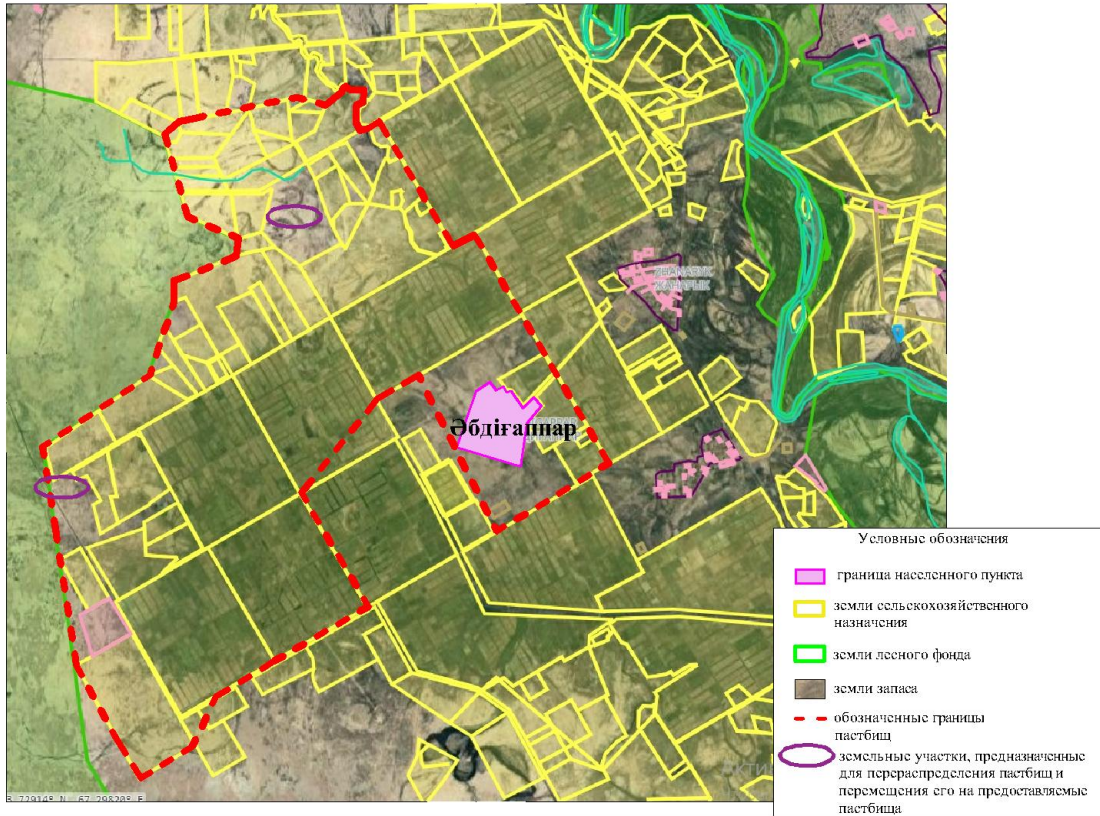 ЖАНАРЫК
Әбдіғаппар
Условные обозначения
граница населенного пункта
земли сельскохозяйственного
назначения
земли лесного фонда
земли запаса
обозначенные границы
пастбищ
земельные участки, предназначенные
для перераспределения пастбищ и
перемещения его на предоставляемые
пастбища